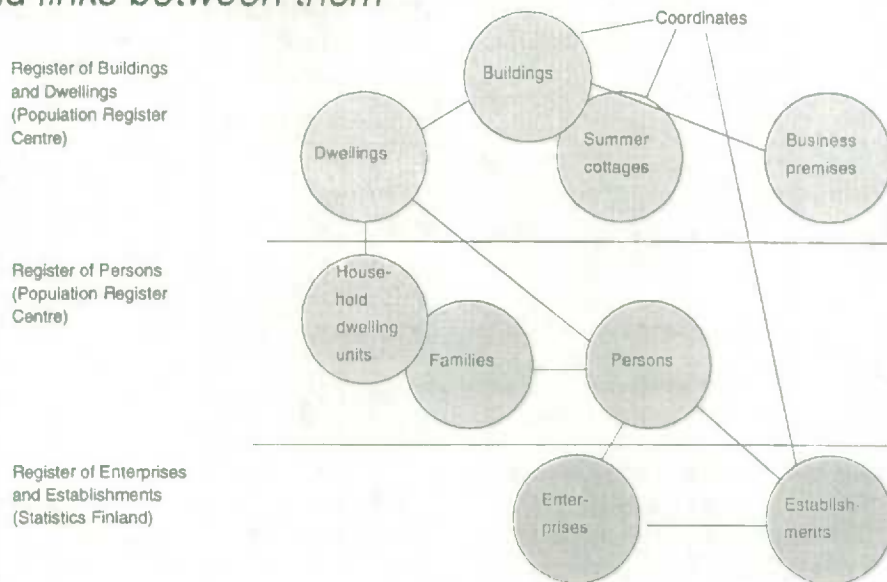 links between them
Coordinates
Register of Buildings
and Dwellings
(Population Register
Centre)
Buildings
Dwellings
Summer
cottages
Business
premises
Register of Persons
(Population Register
Centre)
House-
hold
dwelling
units
Families
Persons
Register of Enterprises
and Establishments
(Statistics Finland)
Enter-
prises
Establish-
ments